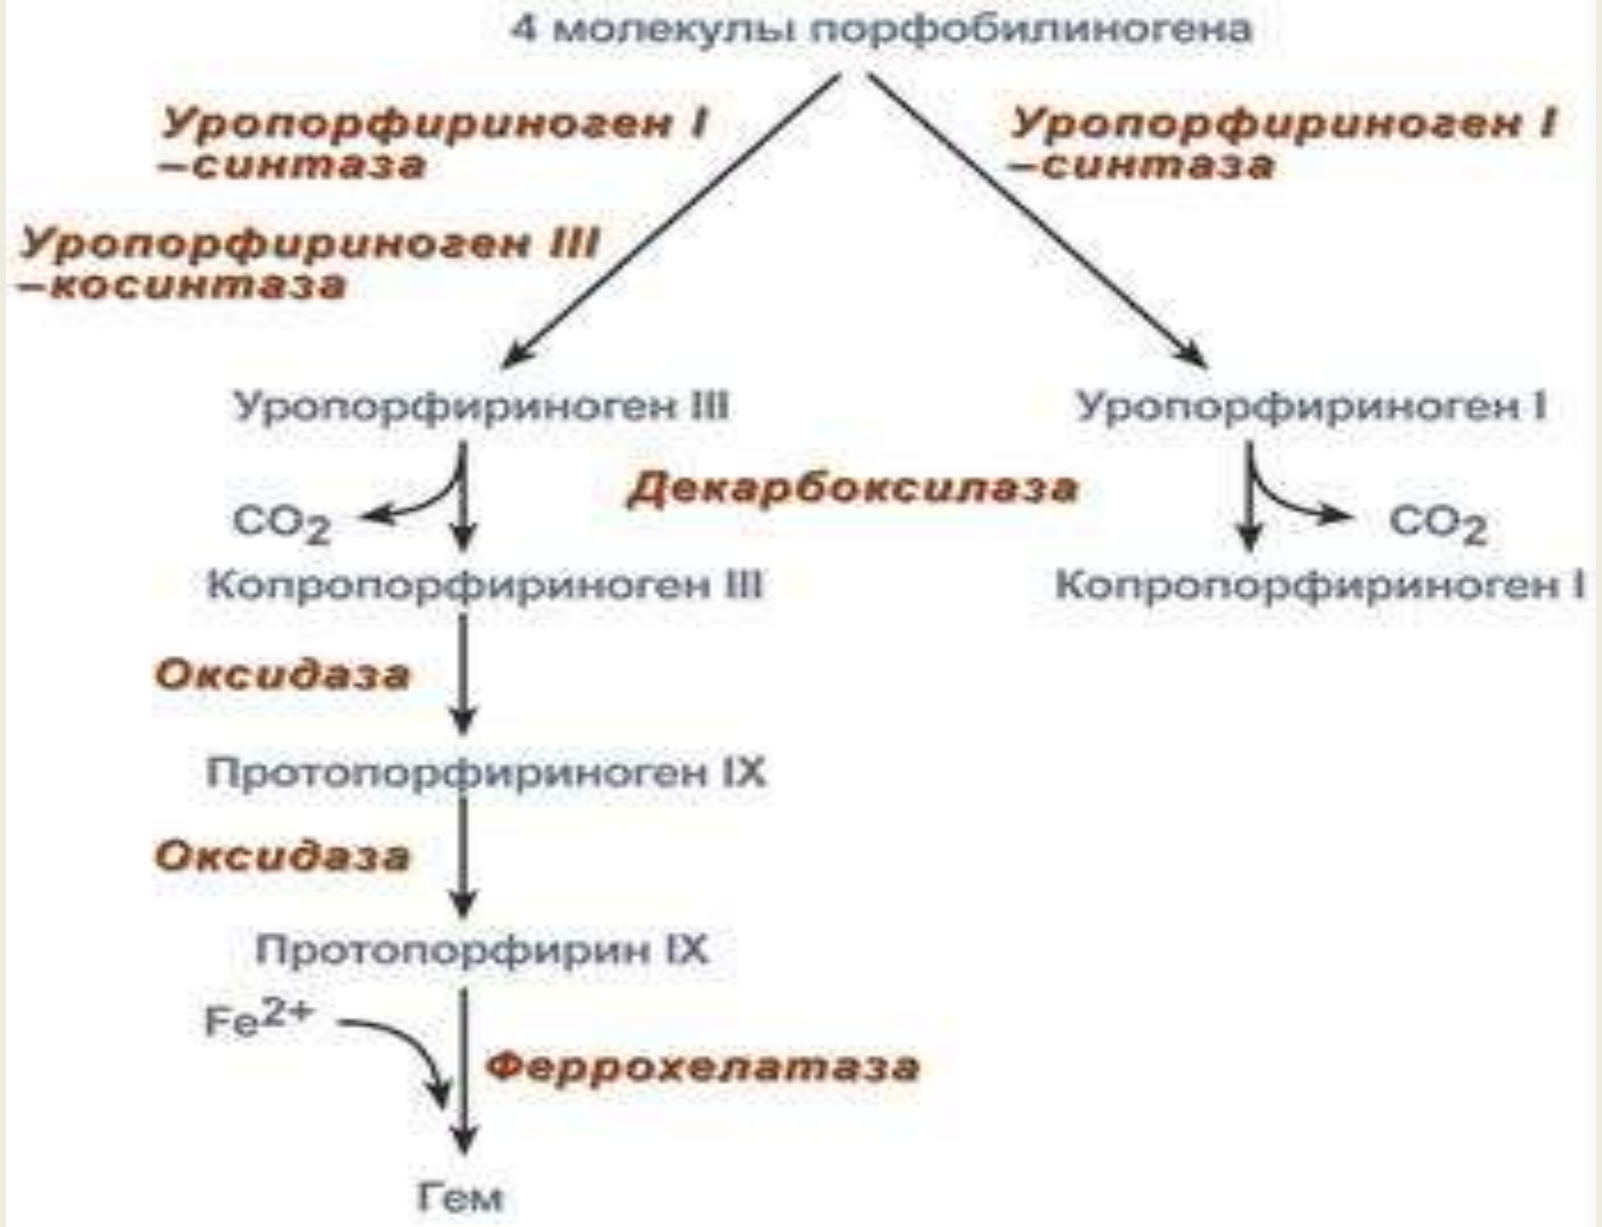 4 молекулы порфобилиногена
Уропорфириноген I
–синтаза
Уропорфириноген I
–синтаза
Уропорфириноген III
–косинтаза
Уропорфириноген III
Уропорфириноген I
Декарбоксилаза
CO2
CO2
Копропорфириноген III
Копропорфириноген I
Оксидаза
Протопорфириноген IX
Оксидаза
Протопорфирин IX
Fe2+
Феррохелатаза
Гем